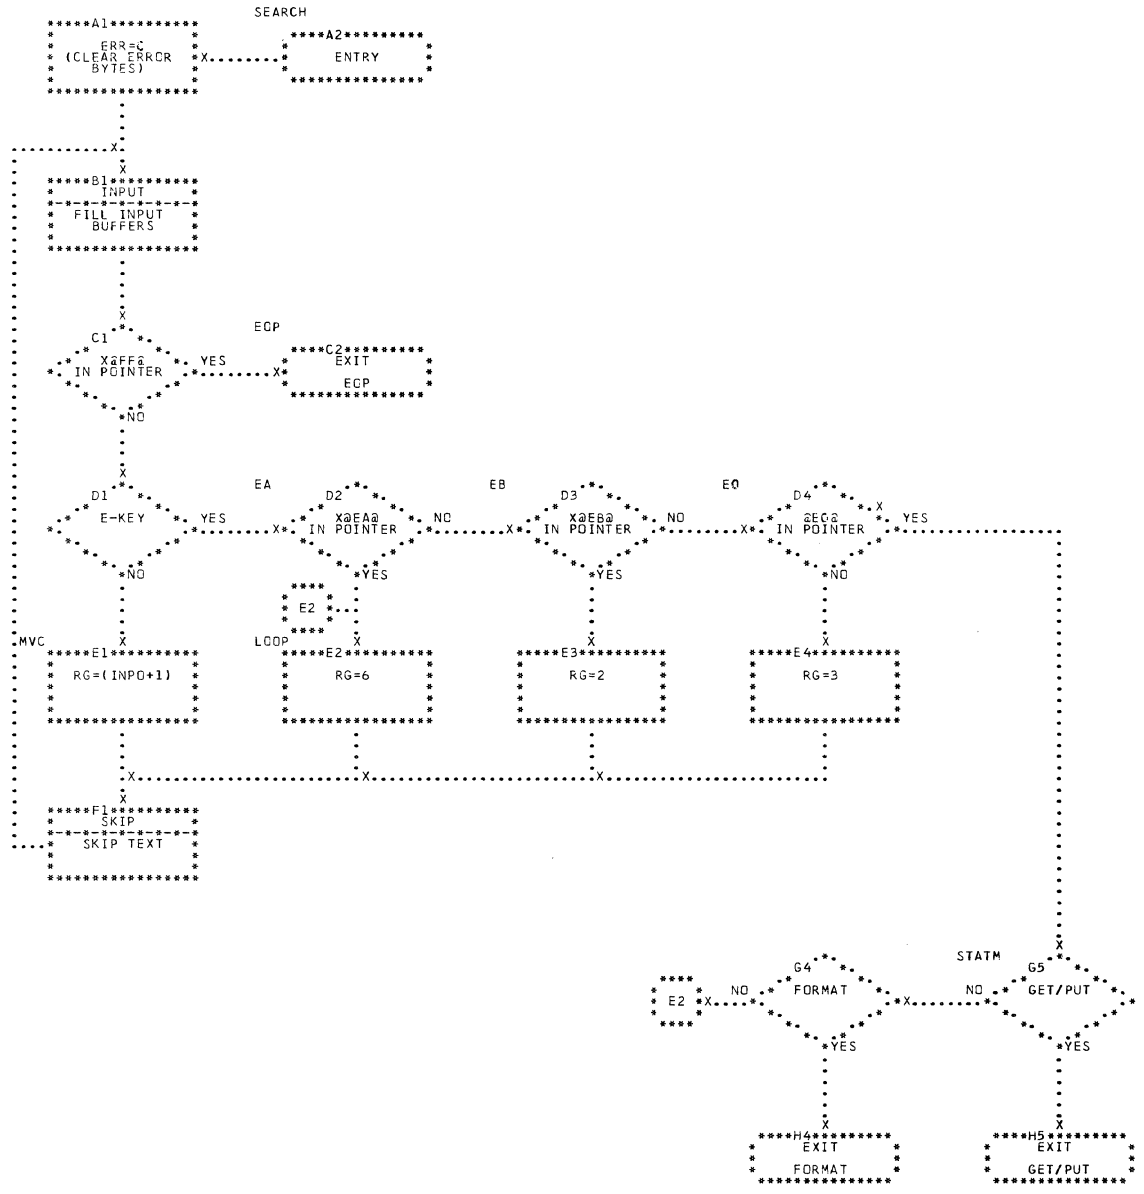 SEARCH
A1
A2
ERR=0
(CLEAR ERROR
BYTES)
ENTRY
B1
INPUT
FILL INPUT
BUFFERS
C1
EOP
X@FF@
IN POINTER
YES
C2
EXIT
EOP
NO
D1
E-KEY
YES
EA
D2
X@EA@
IN POINTER
NO
EB
D3
X@EB@
IN POINTER
NO
EO
D4
@EO@
IN POINTER
YES
NO
YES
YES
NO
E2
MVC
E1
RG=(INPO+1)
LOOP
E2
RG=6
E3
RG=2
E4
RG=3
F1
SKIP
SKIP TEXT
STATM
G4
FORMAT
NO
E2
G5
GET/PUT
NO
YES
YES
H4
EXIT
FORMAT
H5
EXIT
GET/PUT